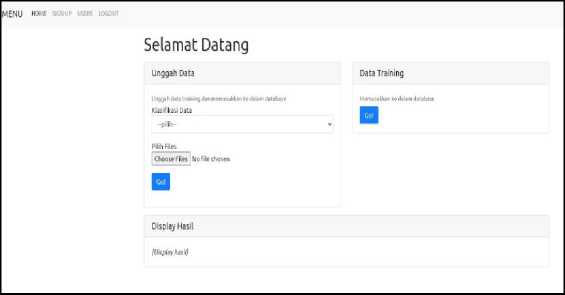 MENU HOME SIGNUP USERS LOGOUT
Selamat Datang
Unggah Data
Unggah data training dan memasukkan ke dalam database
Klasifikasi Data
--pilih--
Pilih Files
Choose Files No file chosen
Go!
Data Training
Memasukkan ke dalam database
Go!
Display Hasil
[Display hasil]